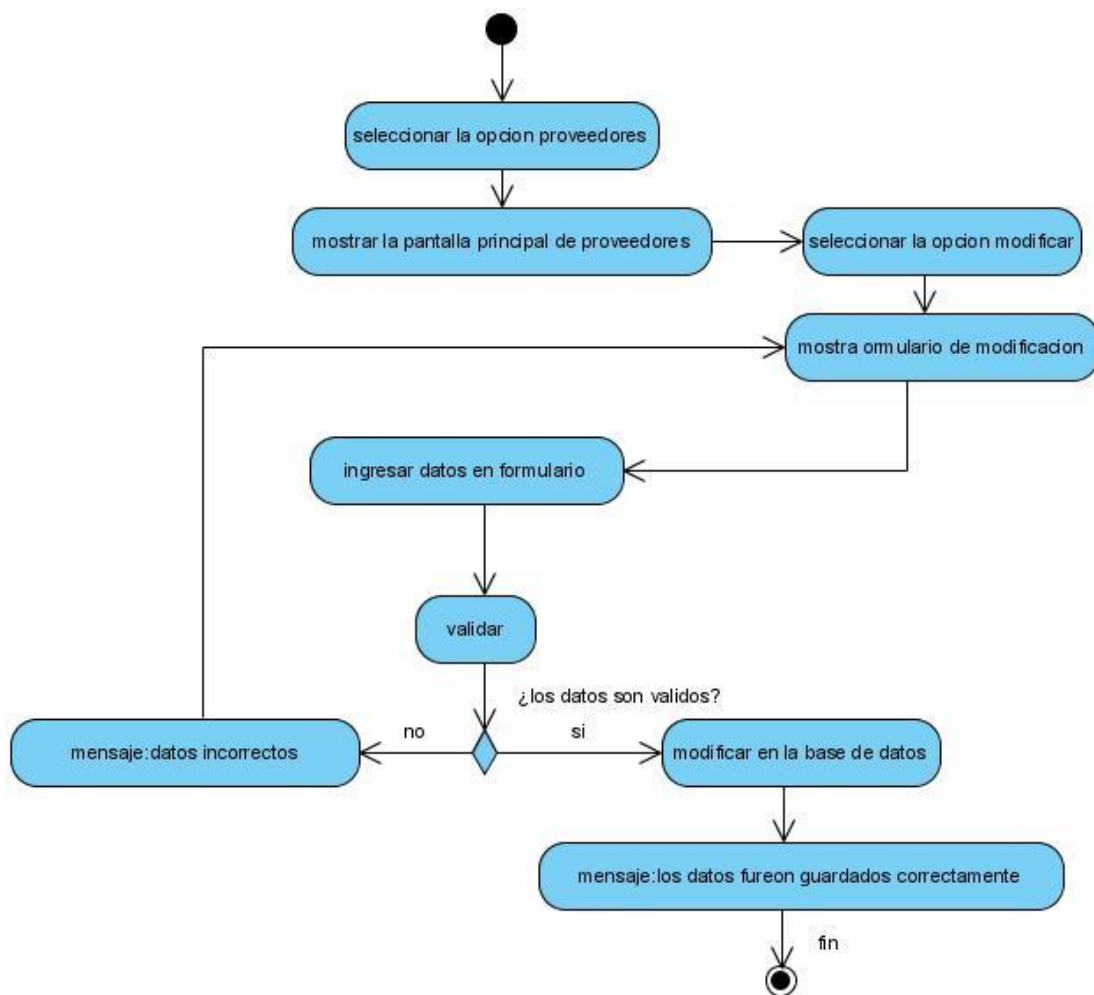 seleccionar la opcion proveedores
mostrar la pantalla principal de proveedores
seleccionar la opcion modificar
mostra ormulario de modificacion
ingresar datos en formulario
validar
¿los datos son validos?
no
si
mensaje:datos incorrectos
modificar en la base de datos
mensaje:los datos fureon guardados correctamente
fin